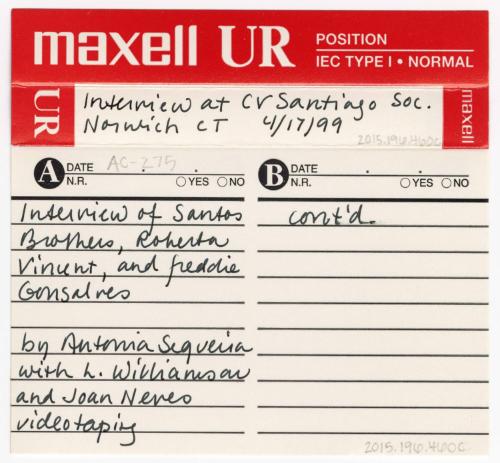 maxell UR POSITION
IEC TYPE I • NORMAL
UR Interview at CV Santiago Soc. maxell
Norwich CT 4/17/99
2015.196.460C
A DATE AC-275 . .
N.R. ○YES ○NO
Interview of Santos
Brothers, Roberta
Vincent, and freddie
Gonsalves
by Antonia Sequeira
with L. Williamson
and Joan Neves
videotaping
B DATE . .
N.R. ○YES ○NO
cont'd.
2015.196.460C